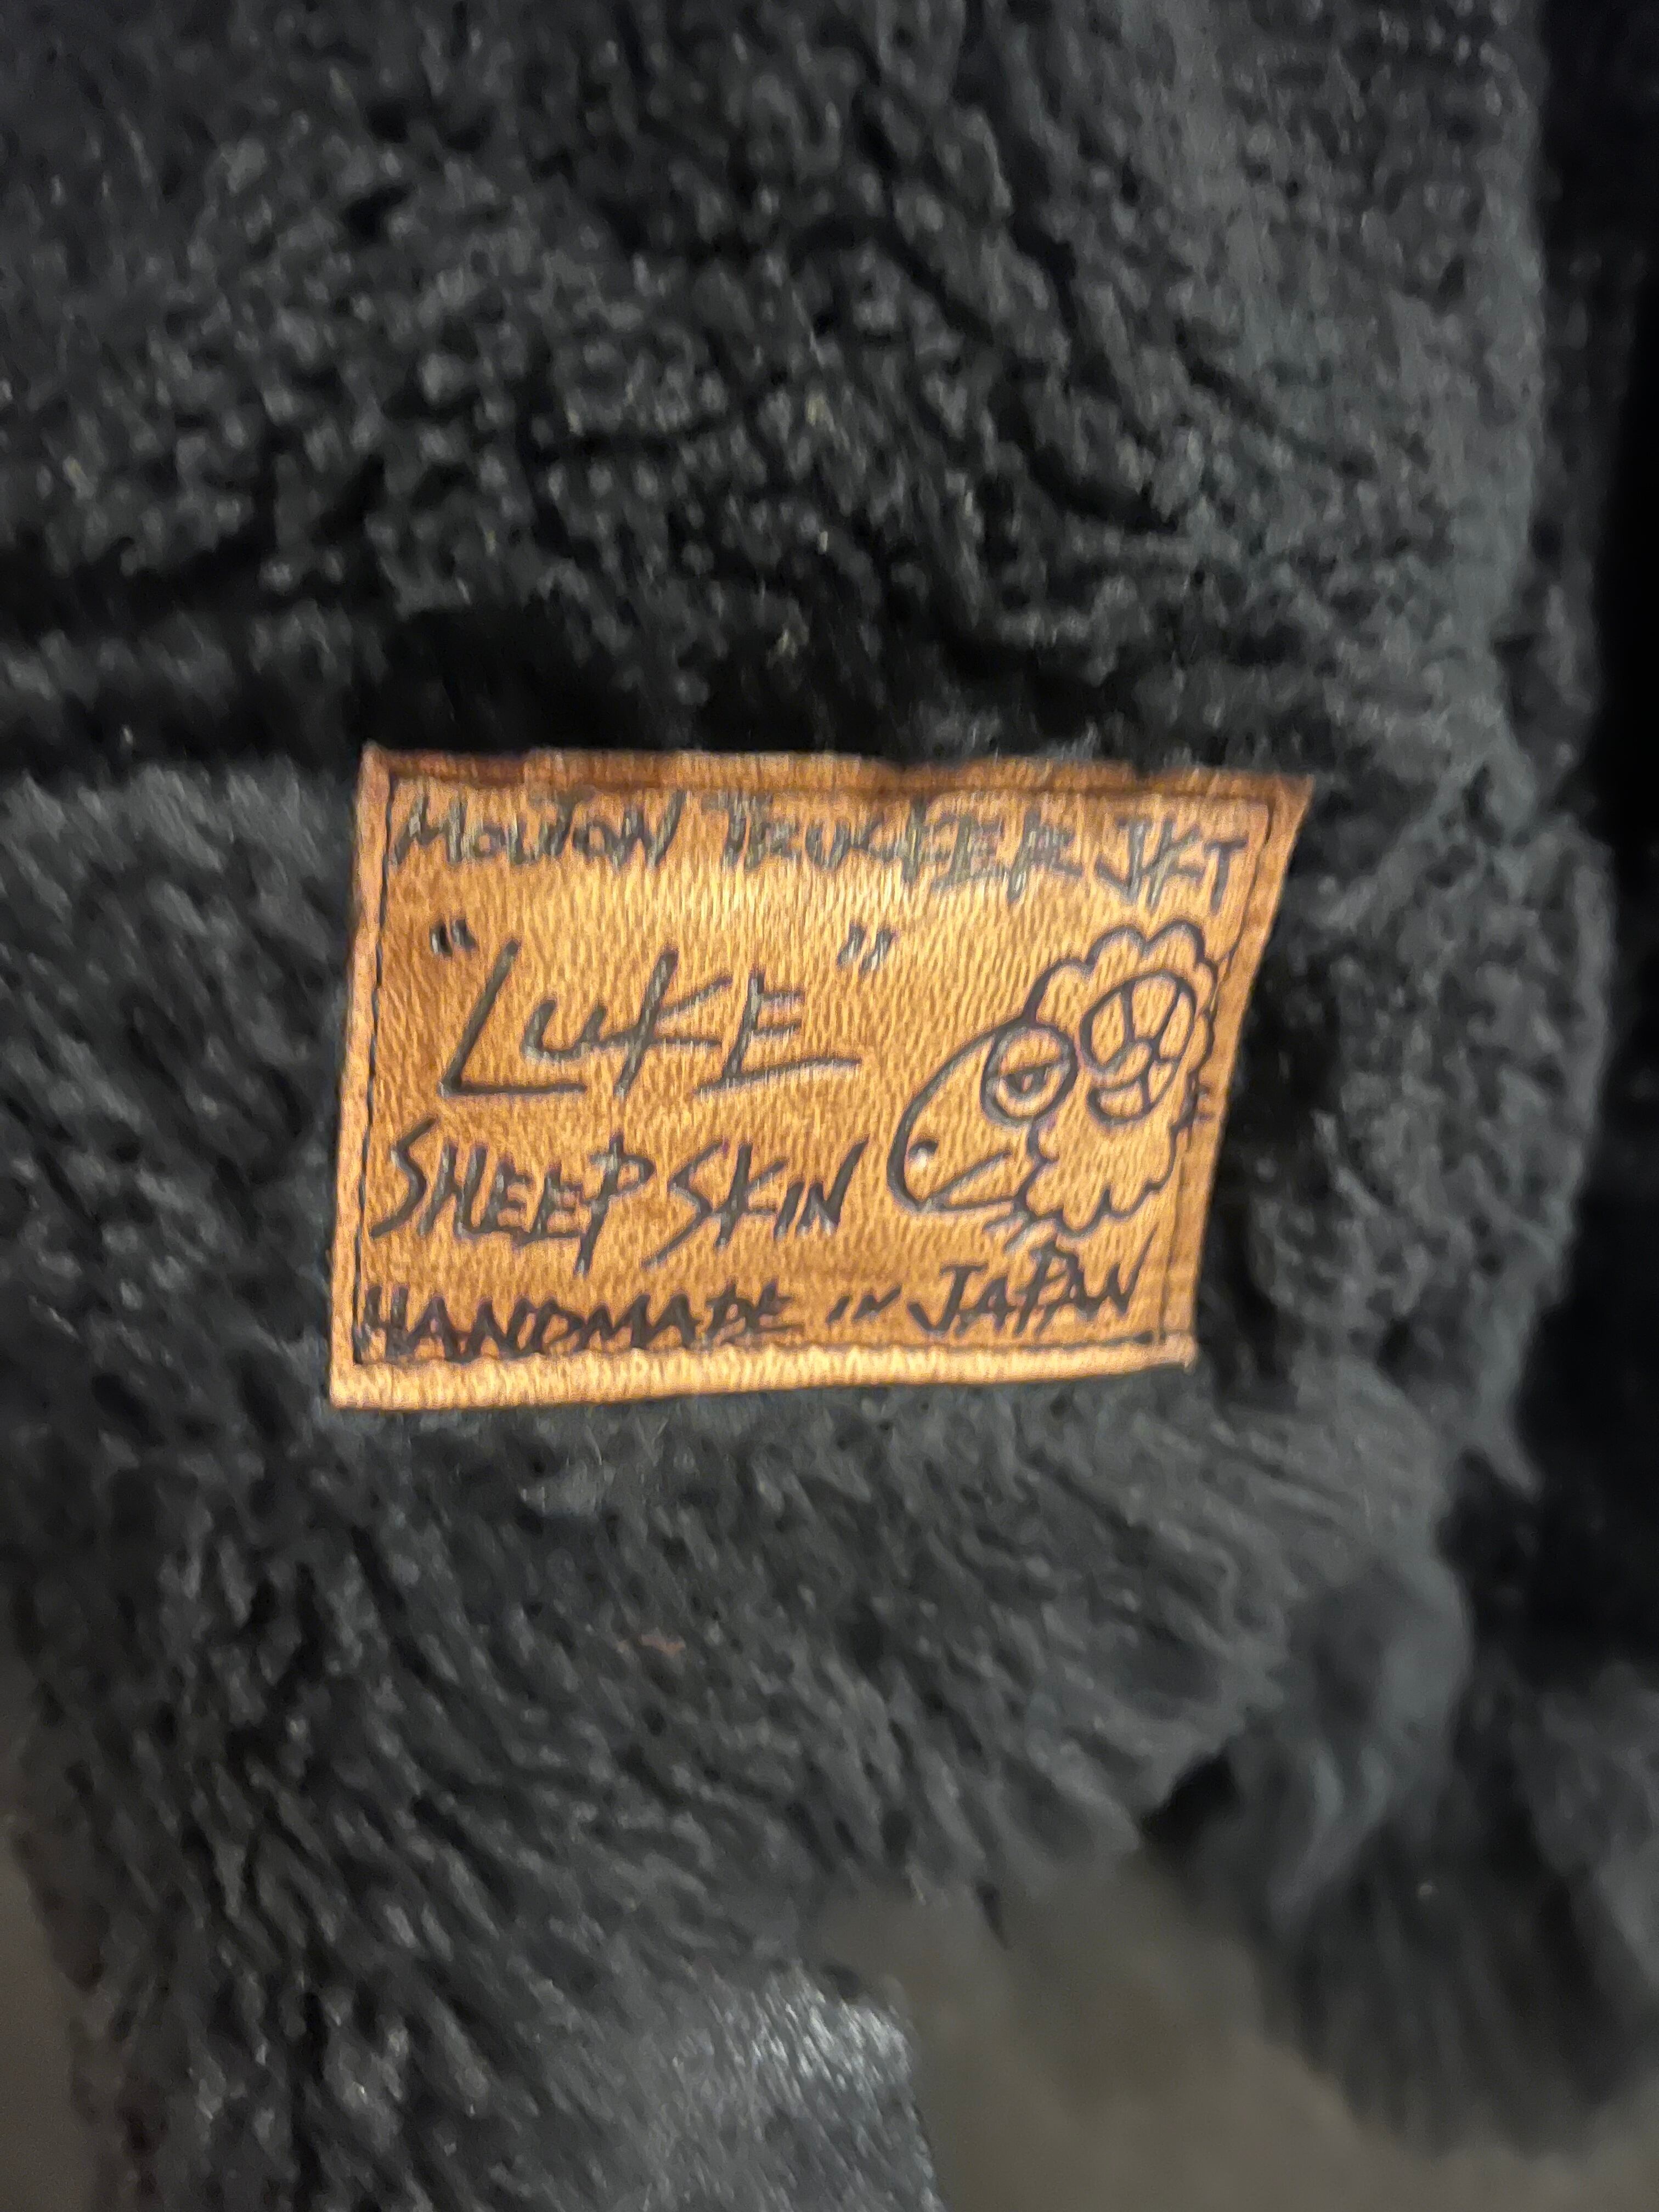 MOUTON TRUCKER JKT
"LUKE"
SHEEP SKIN
HANDMADE IN JAPAN